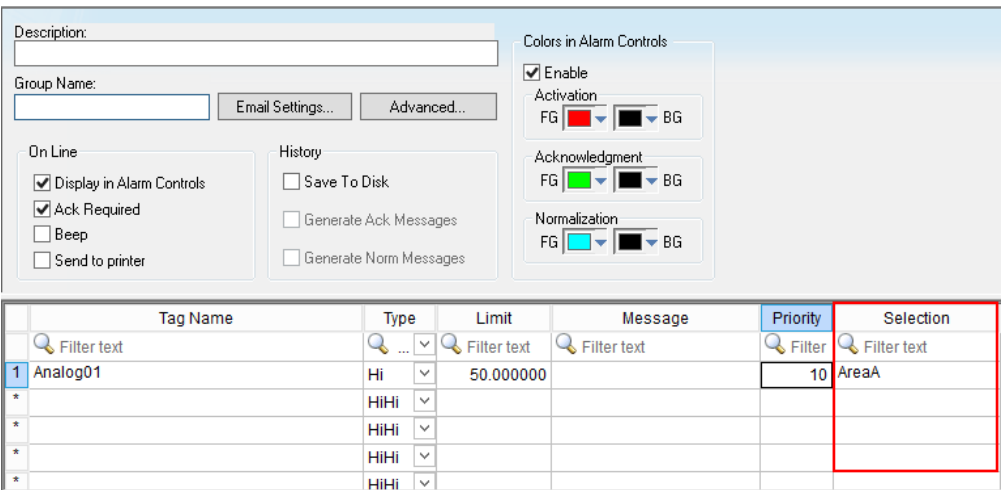 Description:
Group Name:
Email Settings...
Advanced...
On Line
Display in Alarm Controls
Ack Required
Beep
Send to printer
History
Save To Disk
Generate Ack Messages
Generate Norm Messages
Colors in Alarm Controls
Enable
Activation
FG BG
Acknowledgment
FG BG
Normalization
FG BG
Tag Name Type Limit Message Priority Selection
Filter text ... Filter text Filter text Filter Filter text
1 Analog01 Hi 50.000000 10 AreaA
* HiHi
* HiHi
* HiHi
* HiHi